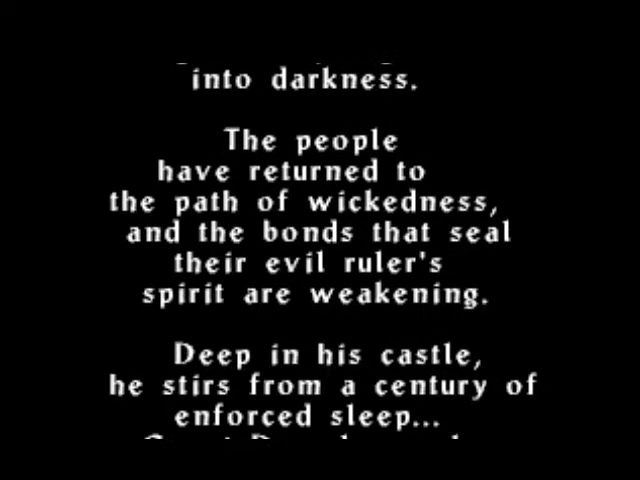 into darkness.
The people
have returned to
the path of wickedness,
and the bonds that seal
their evil ruler's
spirit are weakening.
Deep in his castle,
he stirs from a century of
enforced sleep...